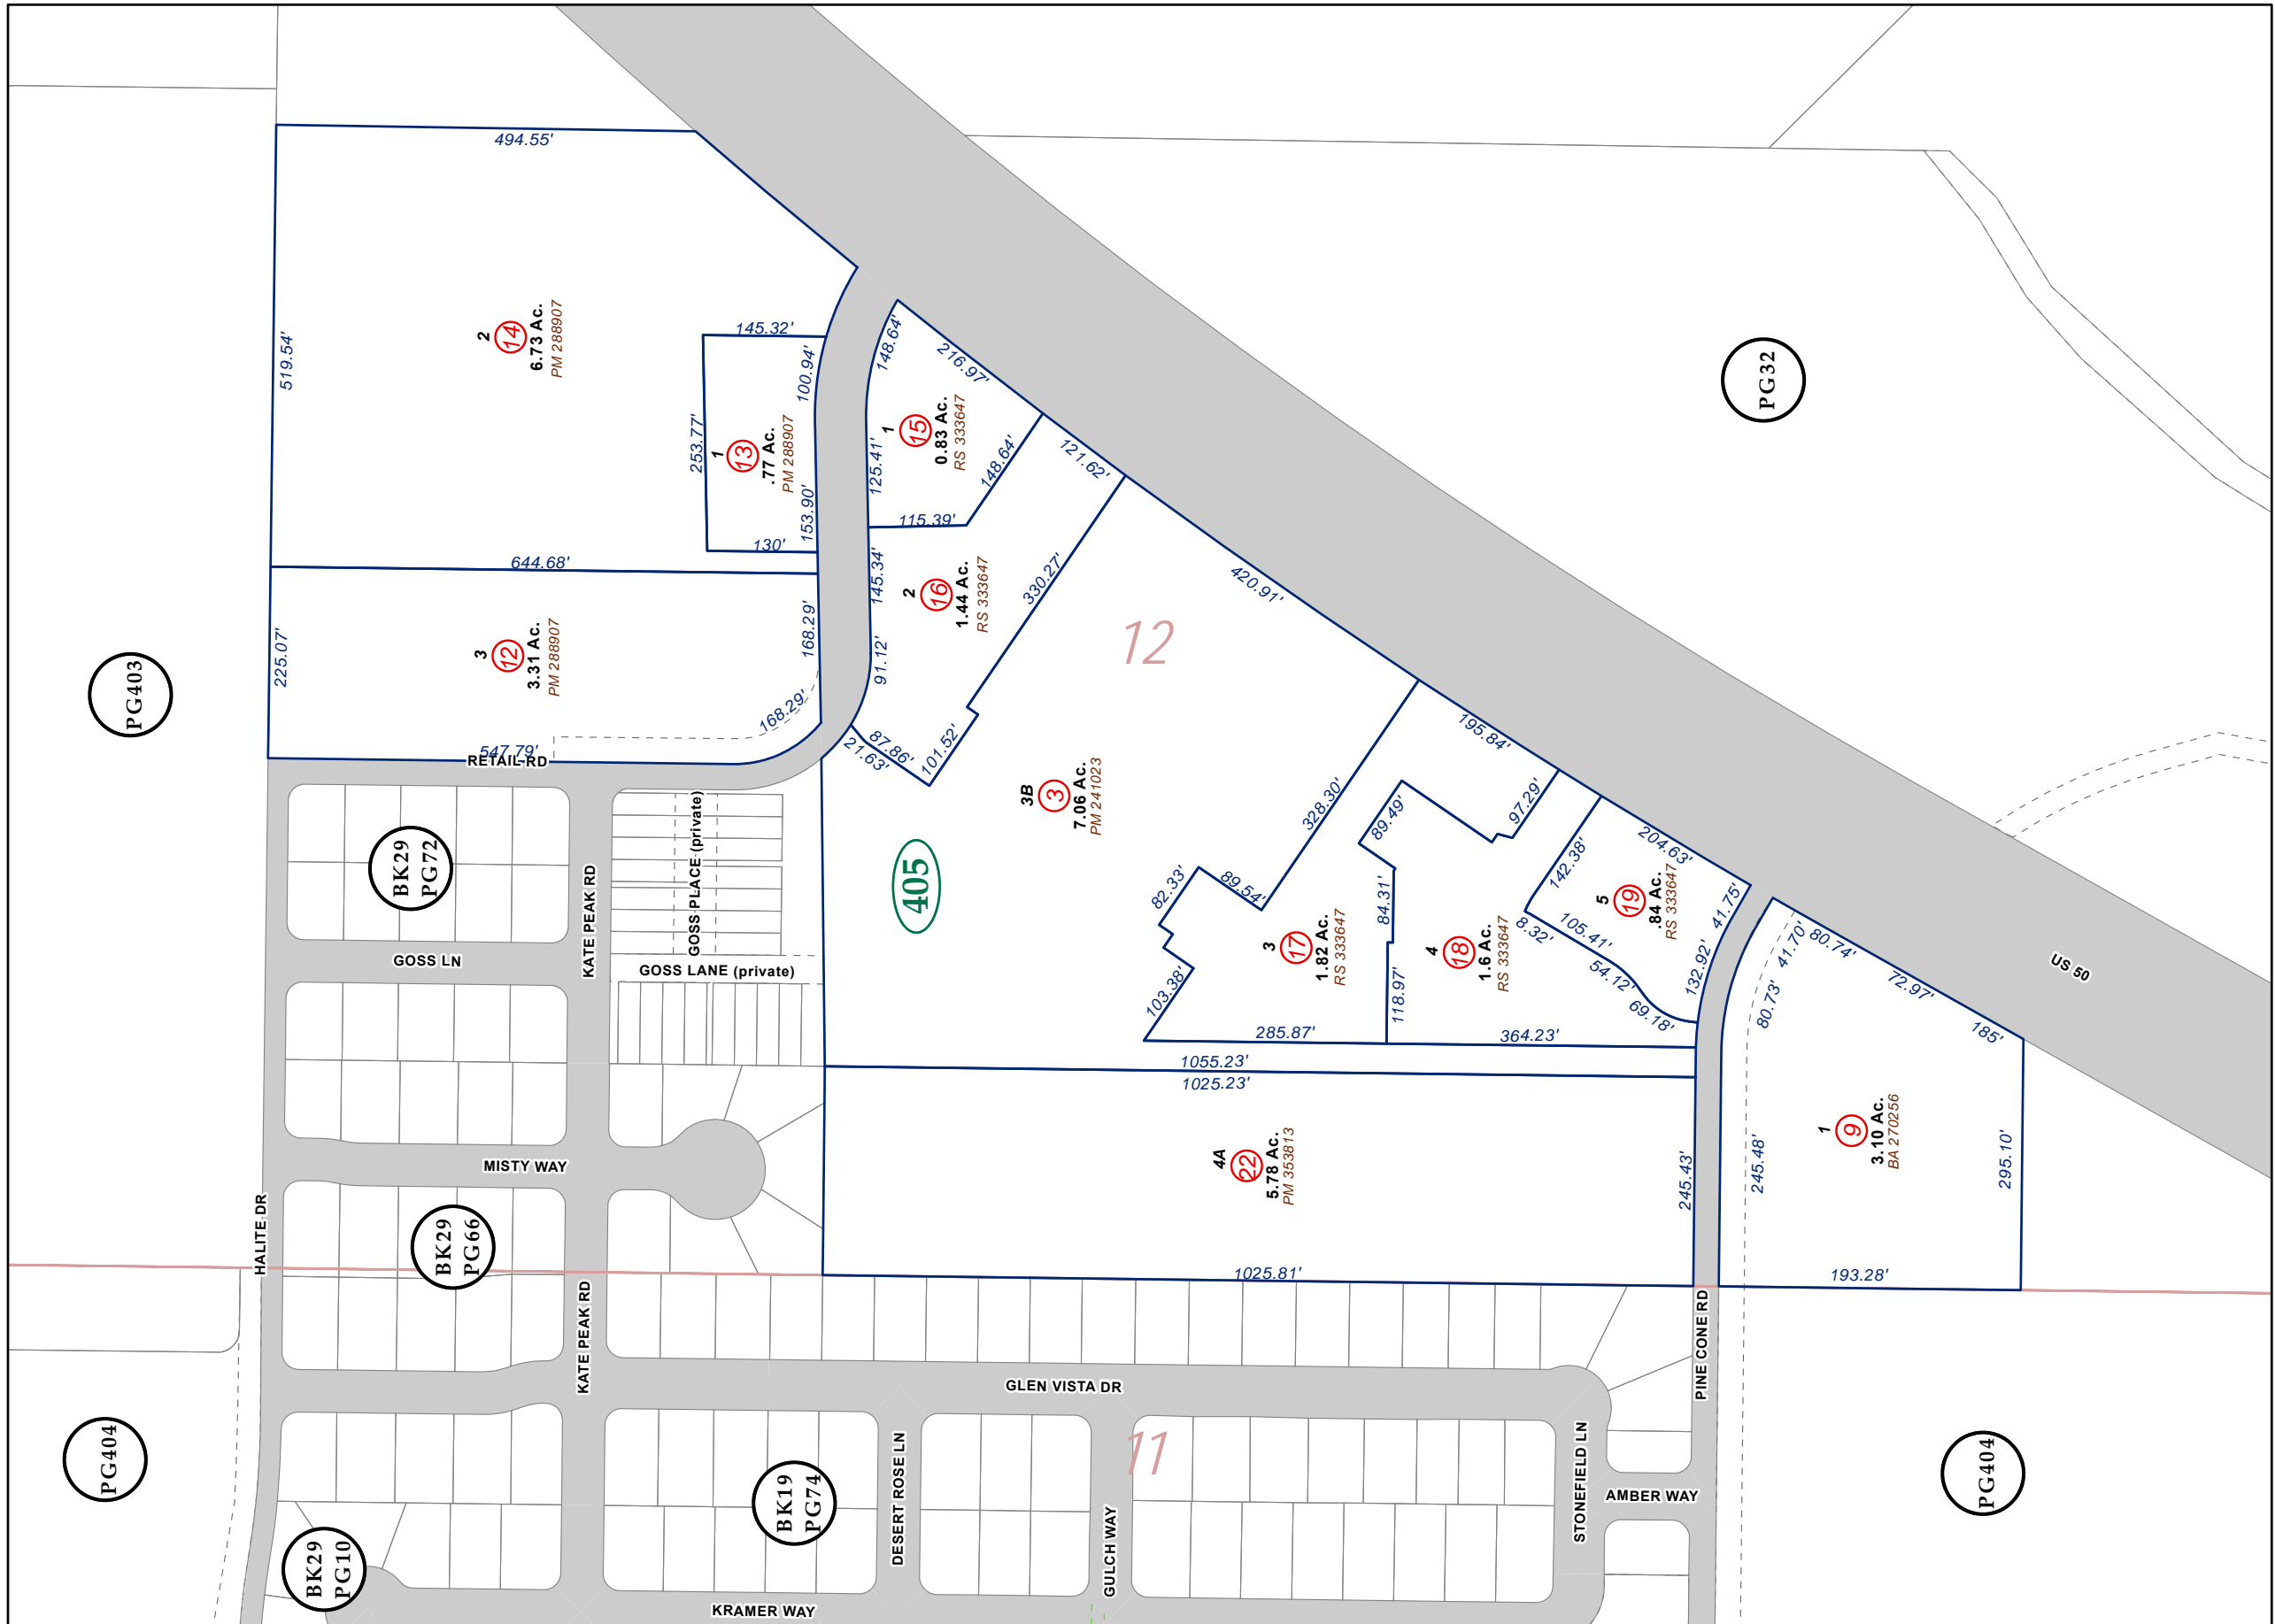 494.55'
519.54'
2
14
6.73 Ac.
PM 288907
145.32'
100.94'
253.77'
1
13
.77 Ac.
PM 288907
153.90'
130'
644.68'
148.64'
216.97'
125.41'
1
15
0.83 Ac.
RS 333647
148.64'
115.39'
121.62'
PG32
225.07'
3
12
3.31 Ac.
PM 288907
168.29'
168.29'
547.79'
RETAIL RD
145.34'
91.12'
2
16
1.44 Ac.
RS 333647
330.27'
87.86'
21.63'
101.52'
420.91'
12
PG403
3B
3
7.06 Ac.
PM 241023
405
328.30'
195.84'
89.49'
97.29'
82.33'
89.54'
103.38'
84.31'
118.97'
3
17
1.82 Ac.
RS 333647
4
18
1.6 Ac.
RS 333647
142.38'
204.63'
5
19
.84 Ac.
RS 333647
8.32'
105.41'
54.12'
69.18'
41.75'
132.92'
285.87'
364.23'
1055.23'
1025.23'
41.70'
80.74'
80.73'
72.97'
185'
US 50
BK29
PG72
KATE PEAK RD
GOSS PLACE (private)
GOSS LN
GOSS LANE (private)
MISTY WAY
HALITE DR
BK29
PG66
4A
22
5.78 Ac.
PM 353813
245.43'
245.48'
1
9
3.10 Ac.
BA 270256
295.10'
1025.81'
193.28'
KATE PEAK RD
PINE CONE RD
GLEN VISTA DR
PG404
BK19
PG74
DESERT ROSE LN
11
GULCH WAY
STONEFIELD LN
AMBER WAY
PG404
BK29
PG10
KRAMER WAY